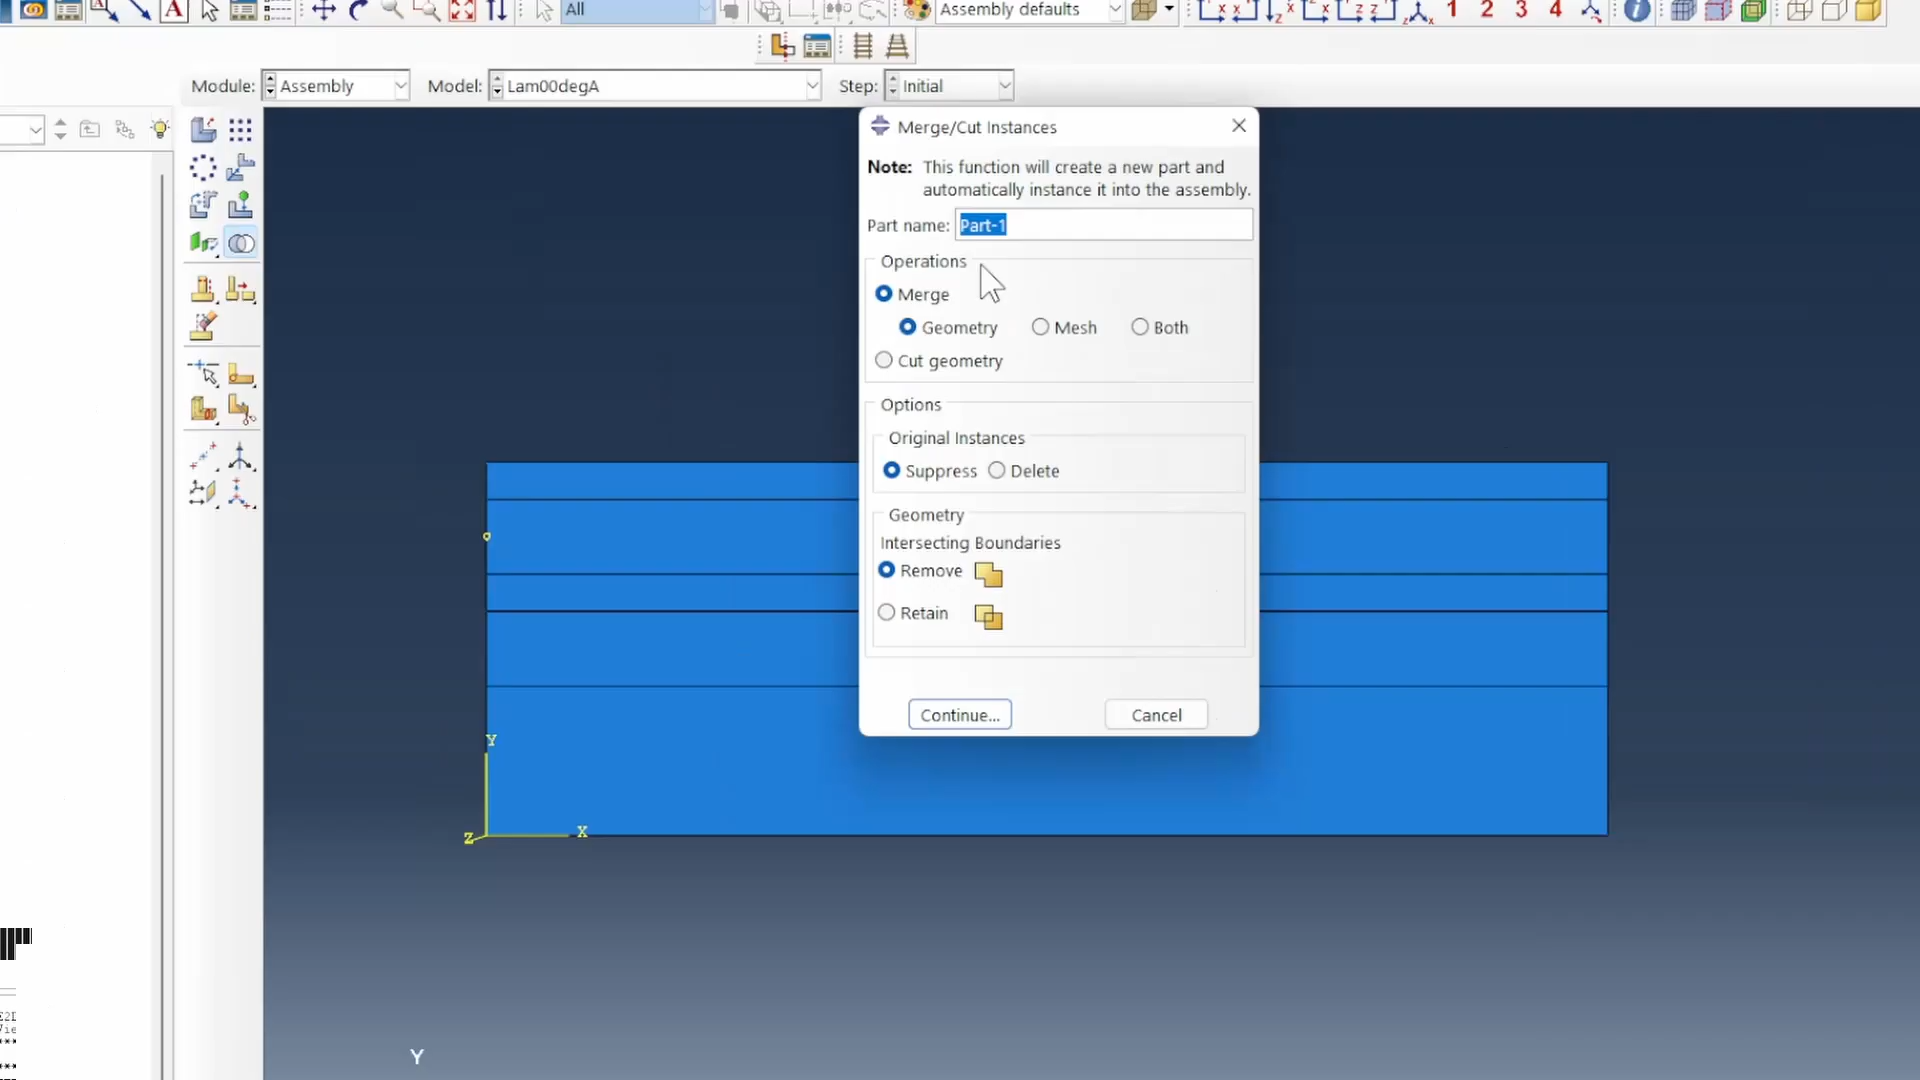 All
Assembly defaults
1 2 3 4
Module: Assembly Model: Lam00degA Step: Initial
Merge/Cut Instances
Note: This function will create a new part and
automatically instance it into the assembly.
Part name: Part-1
Operations
Merge
Geometry Mesh Both
Cut geometry
Options
Original Instances
Suppress Delete
Geometry
Intersecting Boundaries
Remove
Retain
Continue... Cancel
Y
Z X
Y